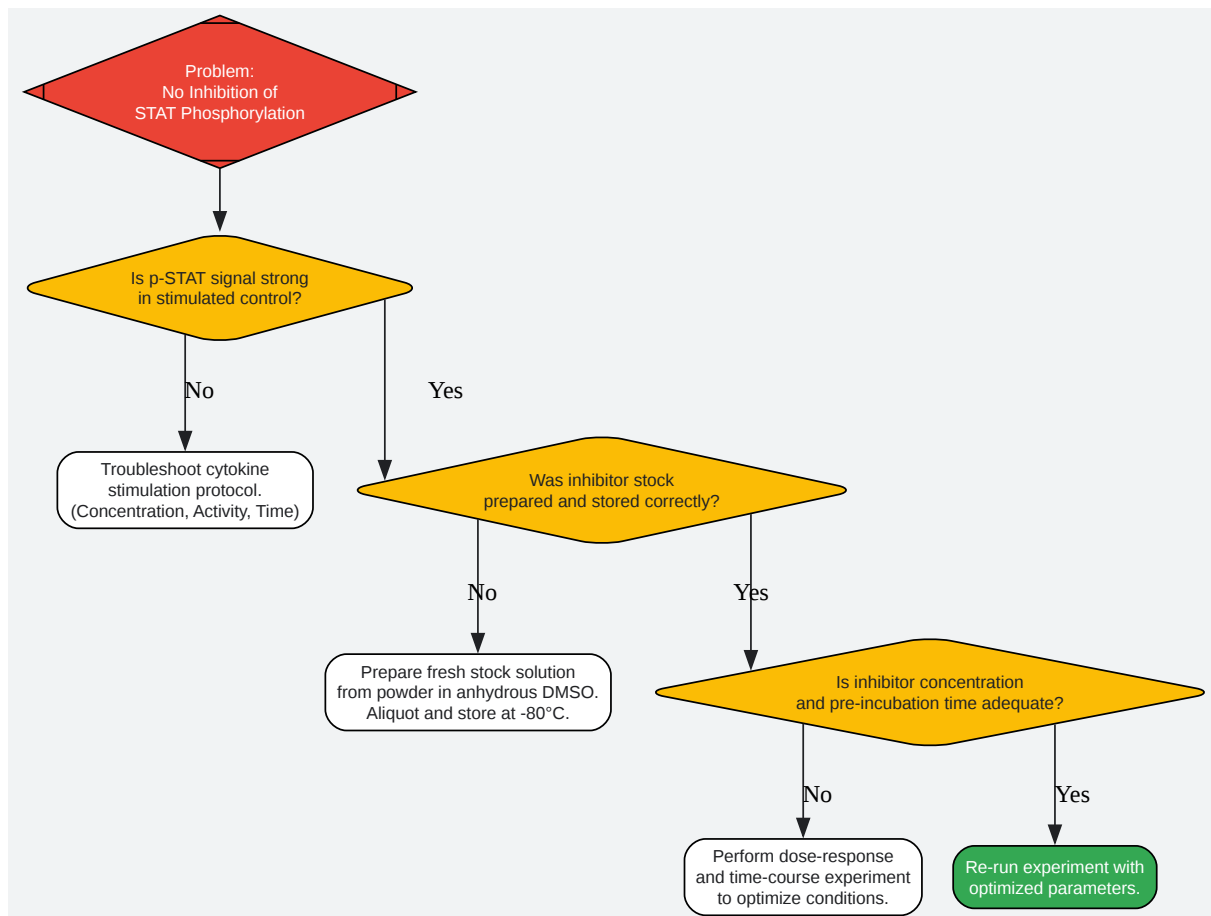 Problem:
No Inhibition of
STAT Phosphorylation
Is p-STAT signal strong
in stimulated control?
No
Yes
Troubleshoot cytokine
stimulation protocol.
(Concentration, Activity, Time)
Was inhibitor stock
prepared and stored correctly?
No
Yes
Prepare fresh stock solution
from powder in anhydrous DMSO.
Aliquot and store at -80°C.
Is inhibitor concentration
and pre-incubation time adequate?
No
Yes
Perform dose-response
and time-course experiment
to optimize conditions.
Re-run experiment with
optimized parameters.